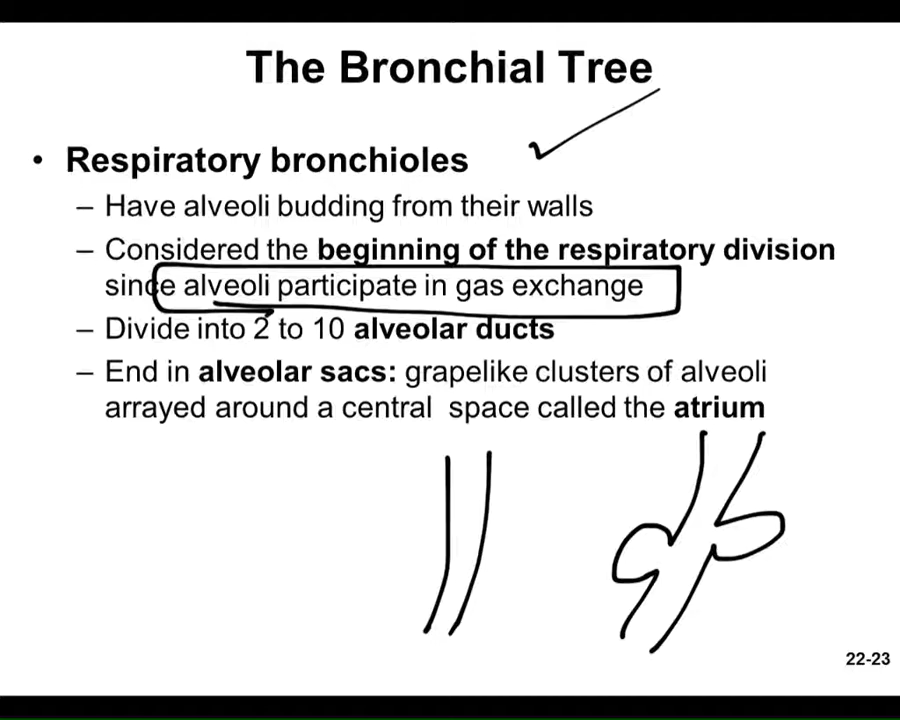 The Bronchial Tree
• Respiratory bronchioles
– Have alveoli budding from their walls
– Considered the beginning of the respiratory division
since alveoli participate in gas exchange
– Divide into 2 to 10 alveolar ducts
– End in alveolar sacs: grapelike clusters of alveoli
arrayed around a central space called the atrium
22-23